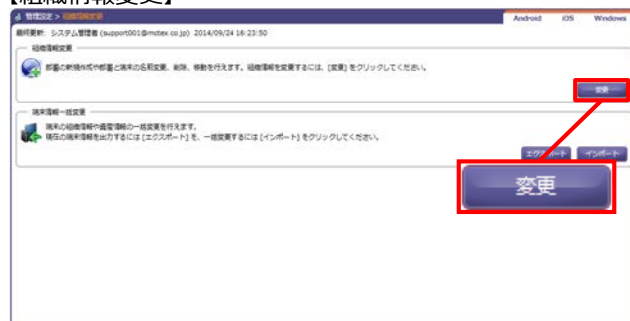 【組織情報変更】
管理設定 > 組織情報変更
Android iOS Windows
最終更新: システム管理者 (support001@mstex.co.jp) 2014/09/24 16:23:50
組織情報変更
部署の新規作成や部署と端末の名称変更、削除、移動を行えます。組織情報を変更するには、[変更] をクリックしてください。
変更
端末情報一括変更
端末の組織情報や資産情報の一括変更を行えます。
現在の端末情報を出力するには [エクスポート] を、一括変更するには [インポート] をクリックしてください。
エクスポート インポート
変更